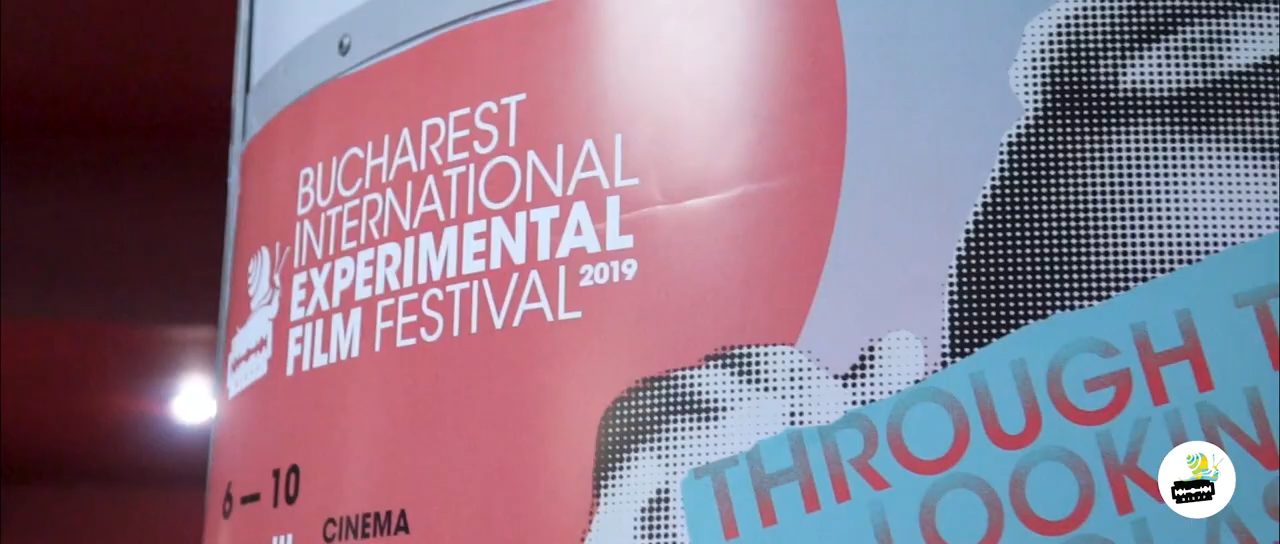 BUCHAREST
INTERNATIONAL
EXPERIMENTAL
FILM FESTIVAL 2019
6 — 10
CINEMA
THROUGH T
LOOKIN